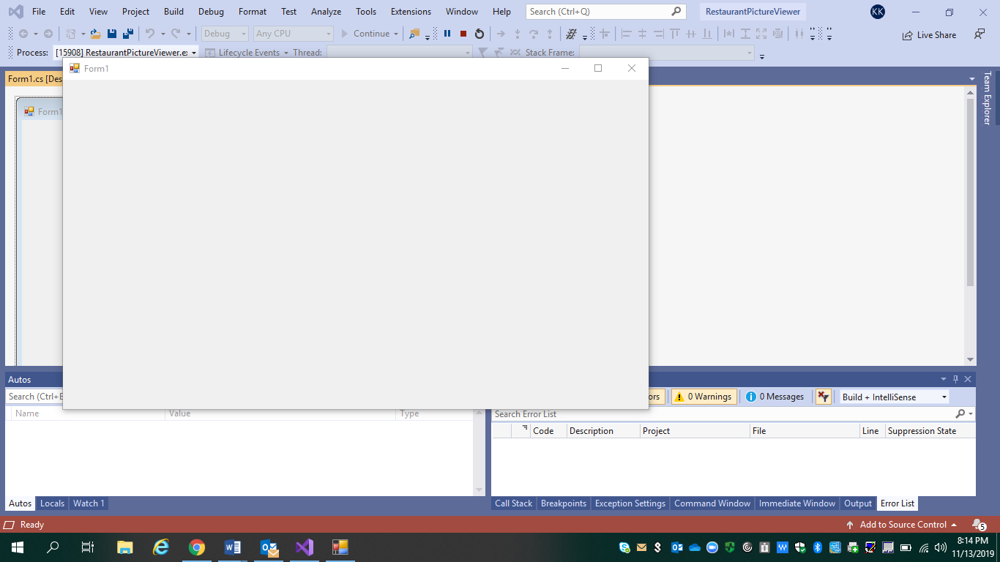 File Edit View Project Build Debug Format Test Analyze Tools Extensions Window Help Search (Ctrl+Q) RestaurantPictureViewer KK
Debug Any CPU Continue Live Share
Process: [15908] RestaurantPictureViewer.e Lifecycle Events Thread: Stack Frame:
Form1
Form1.cs [Des
Form1
Team Explorer
Autos
Search (Ctrl+E
ors 0 Warnings 0 Messages Build + IntelliSense
Name Value Type
Search Error List
Code Description Project File Line Suppression State
Autos Locals Watch 1
Call Stack Breakpoints Exception Settings Command Window Immediate Window Output Error List
Ready
Add to Source Control 5
8:14 PM
11/13/2019